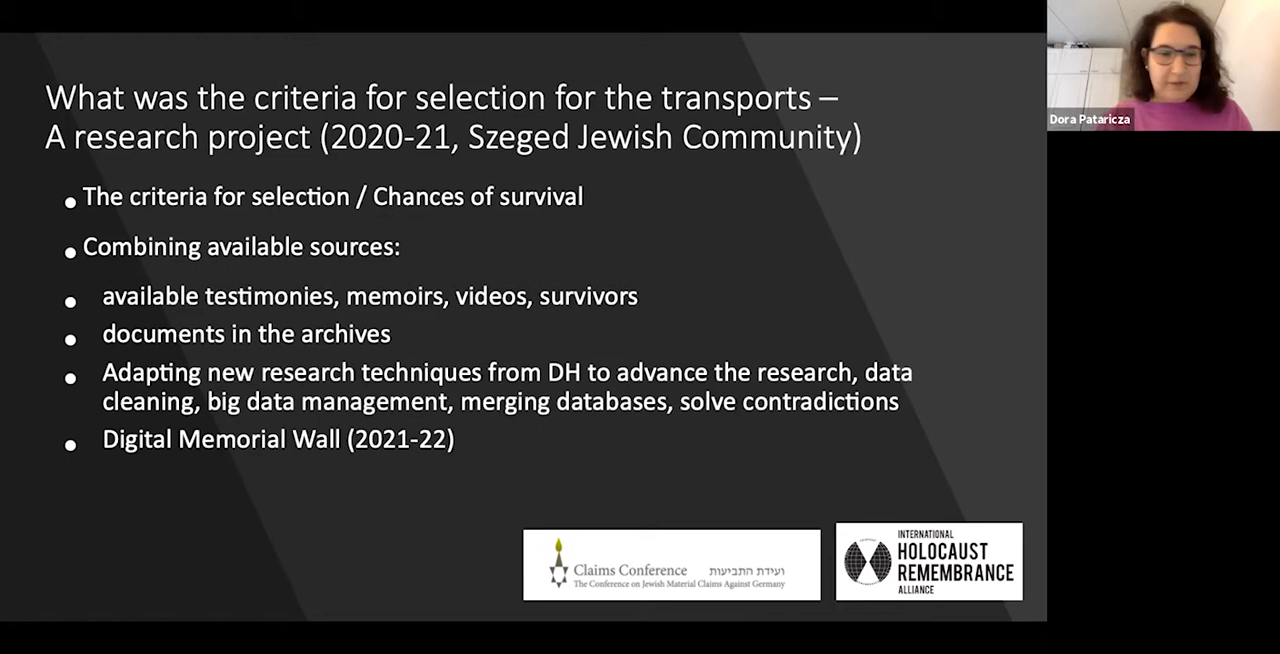 What was the criteria for selection for the transports –
A research project (2020-21, Szeged Jewish Community)
• The criteria for selection / Chances of survival
• Combining available sources:
• available testimonies, memoirs, videos, survivors
• documents in the archives
• Adapting new research techniques from DH to advance the research, data
cleaning, big data management, merging databases, solve contradictions
• Digital Memorial Wall (2021-22)
Claims Conference ועידת התביעות
The Conference on Jewish Material Claims Against Germany
INTERNATIONAL
HOLOCAUST
REMEMBRANCE
ALLIANCE
Dora Pataricza